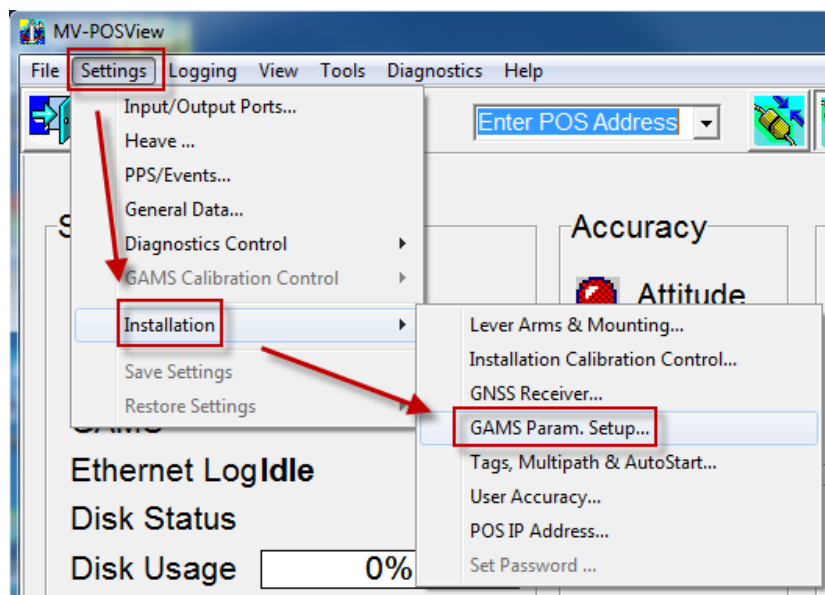 MV-POSView
File Settings Logging View Tools Diagnostics Help
Enter POS Address
Input/Output Ports...
Heave ...
PPS/Events...
General Data...
Diagnostics Control
GAMS Calibration Control
Installation
Save Settings
Restore Settings
Accuracy
Attitude
Lever Arms & Mounting...
Installation Calibration Control...
GNSS Receiver...
GAMS Param. Setup...
Tags, Multipath & AutoStart...
User Accuracy...
POS IP Address...
Set Password ...
GAMS
Ethernet Log Idle
Disk Status
Disk Usage 0%